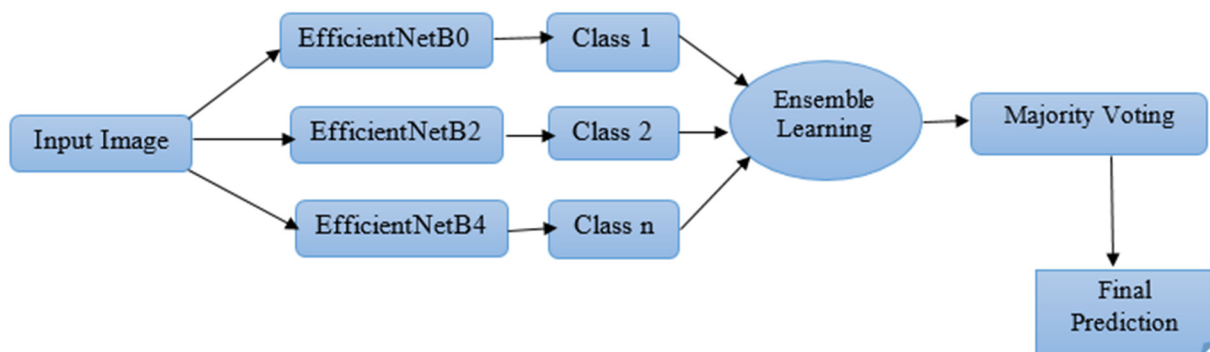 Input Image
EfficientNetB0
EfficientNetB2
EfficientNetB4
Class 1
Class 2
Class n
Ensemble
Learning
Majority Voting
Final
Prediction